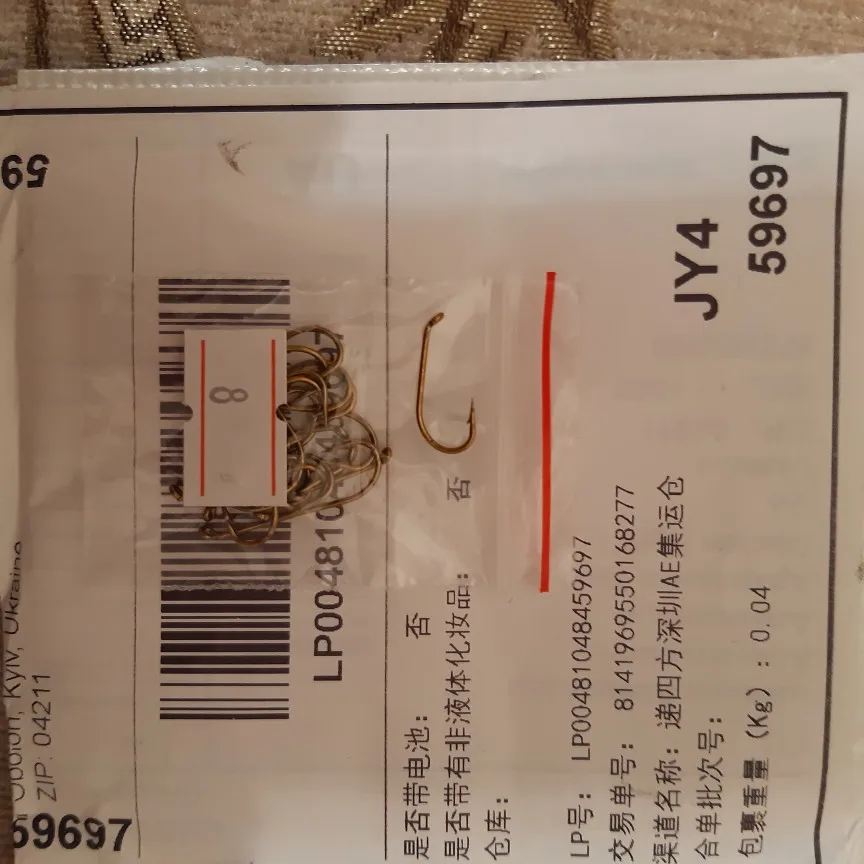 59697
Obolon, Kyiv, Ukraine
ZIP: 04211
59
8
是否带电池： 否
是否带有非液体化妆品： 否
仓库：
LP号： LP00481048459697
交易单号： 8141969550168277
渠道名称：递四方深圳AE集运仓
合单批次号：
包裹重量（Kg）：0.04
JY4
59697